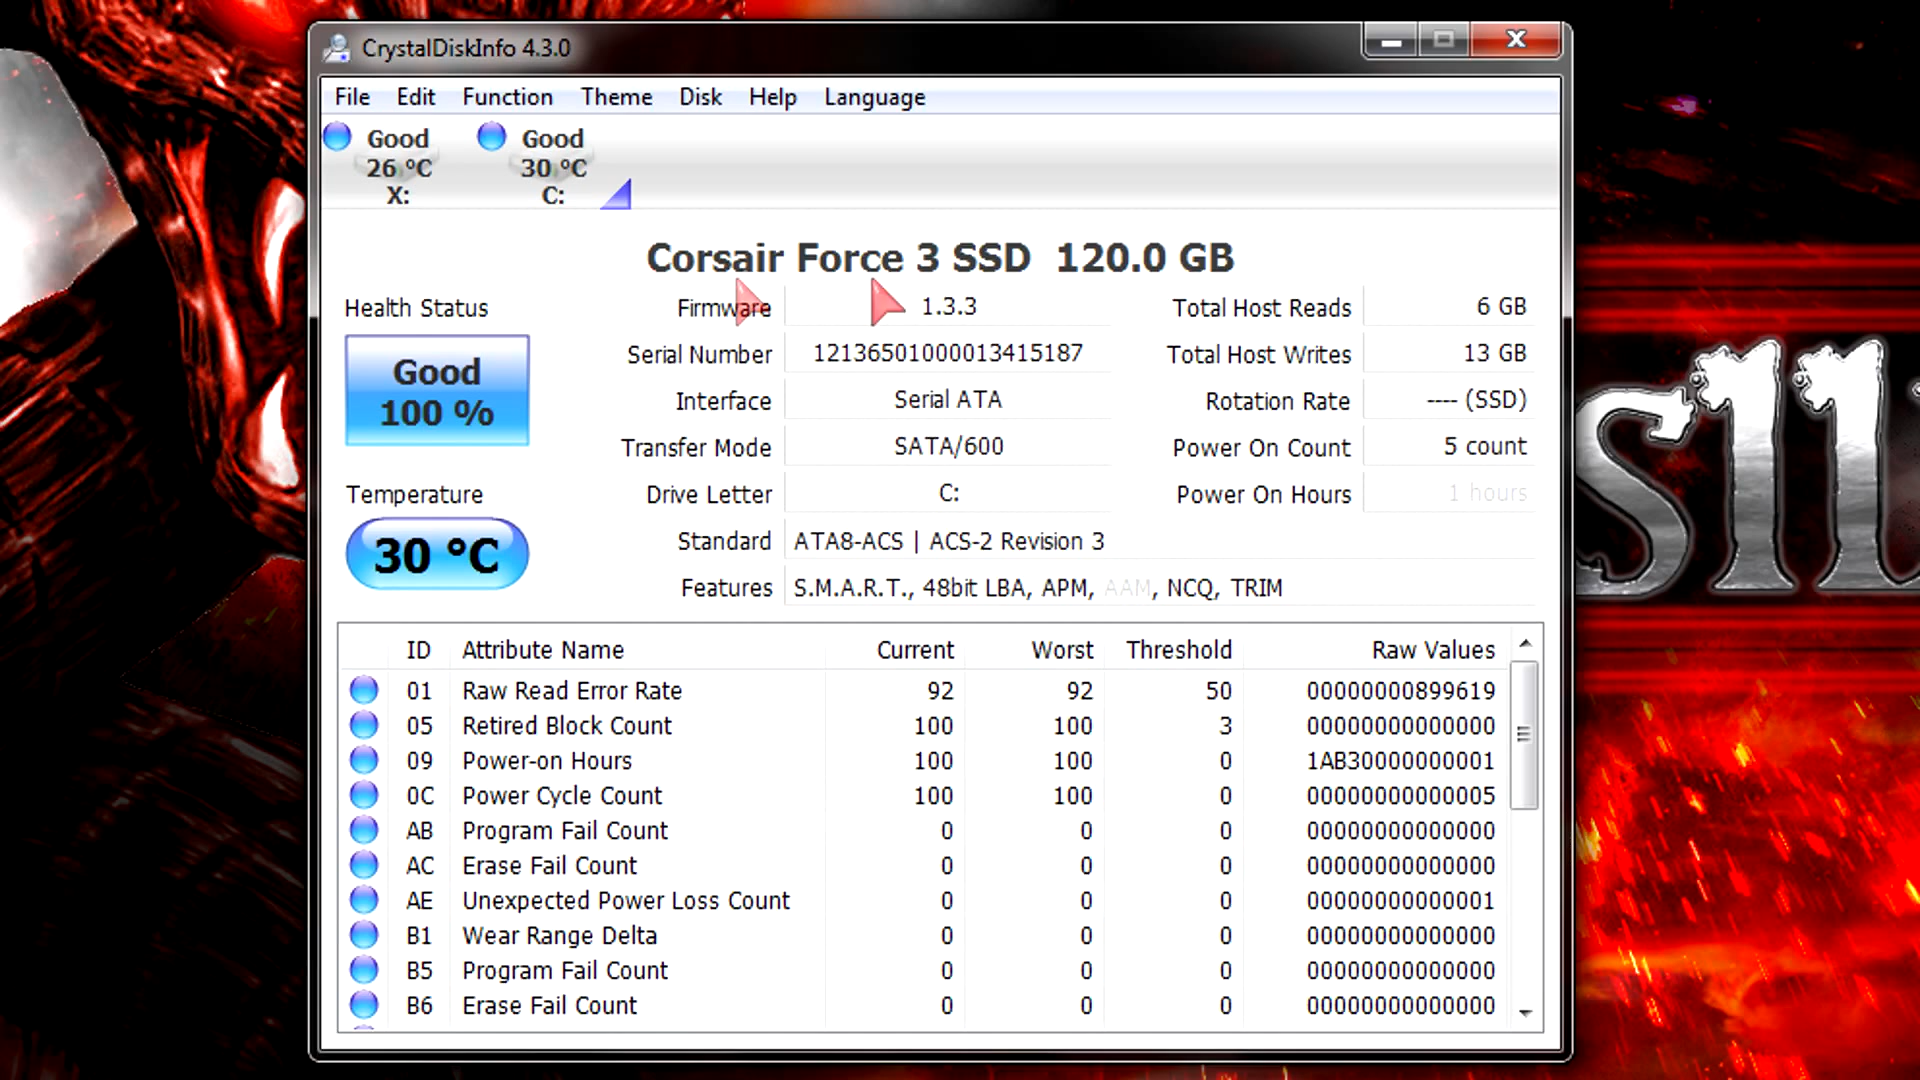 CrystalDiskInfo 4.3.0
File Edit Function Theme Disk Help Language
Good Good
26 °C 30 °C
X: C:
Corsair Force 3 SSD 120.0 GB
Health Status
Good
100 %
Temperature
30 °C
Firmware 1.3.3
Serial Number 12136501000013415187
Interface Serial ATA
Transfer Mode SATA/600
Drive Letter C:
Standard ATA8-ACS | ACS-2 Revision 3
Features S.M.A.R.T., 48bit LBA, APM, AAM, NCQ, TRIM
Total Host Reads 6 GB
Total Host Writes 13 GB
Rotation Rate ---- (SSD)
Power On Count 5 count
Power On Hours 1 hours
ID Attribute Name Current Worst Threshold Raw Values
01 Raw Read Error Rate 92 92 50 00000000899619
05 Retired Block Count 100 100 3 00000000000000
09 Power-on Hours 100 100 0 1AB30000000001
0C Power Cycle Count 100 100 0 00000000000005
AB Program Fail Count 0 0 0 00000000000000
AC Erase Fail Count 0 0 0 00000000000000
AE Unexpected Power Loss Count 0 0 0 00000000000001
B1 Wear Range Delta 0 0 0 00000000000000
B5 Program Fail Count 0 0 0 00000000000000
B6 Erase Fail Count 0 0 0 00000000000000